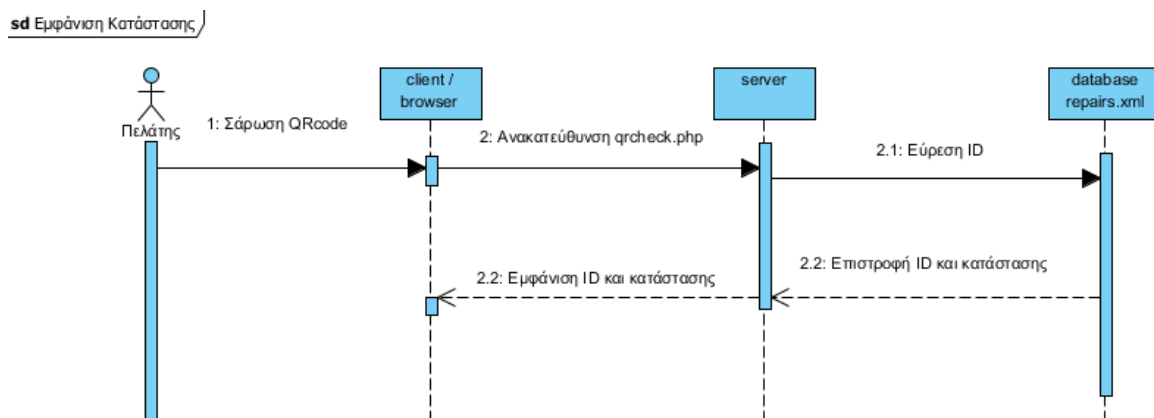 sd Εμφάνιση Κατάστασης
client /
browser
server
database
repairs.xml
Πελάτης
1: Σάρωση QRcode
2: Ανακατεύθυνση qrcheck.php
2.1: Εύρεση ID
2.2: Εμφάνιση ID και κατάστασης
2.2: Επιστροφή ID και κατάστασης